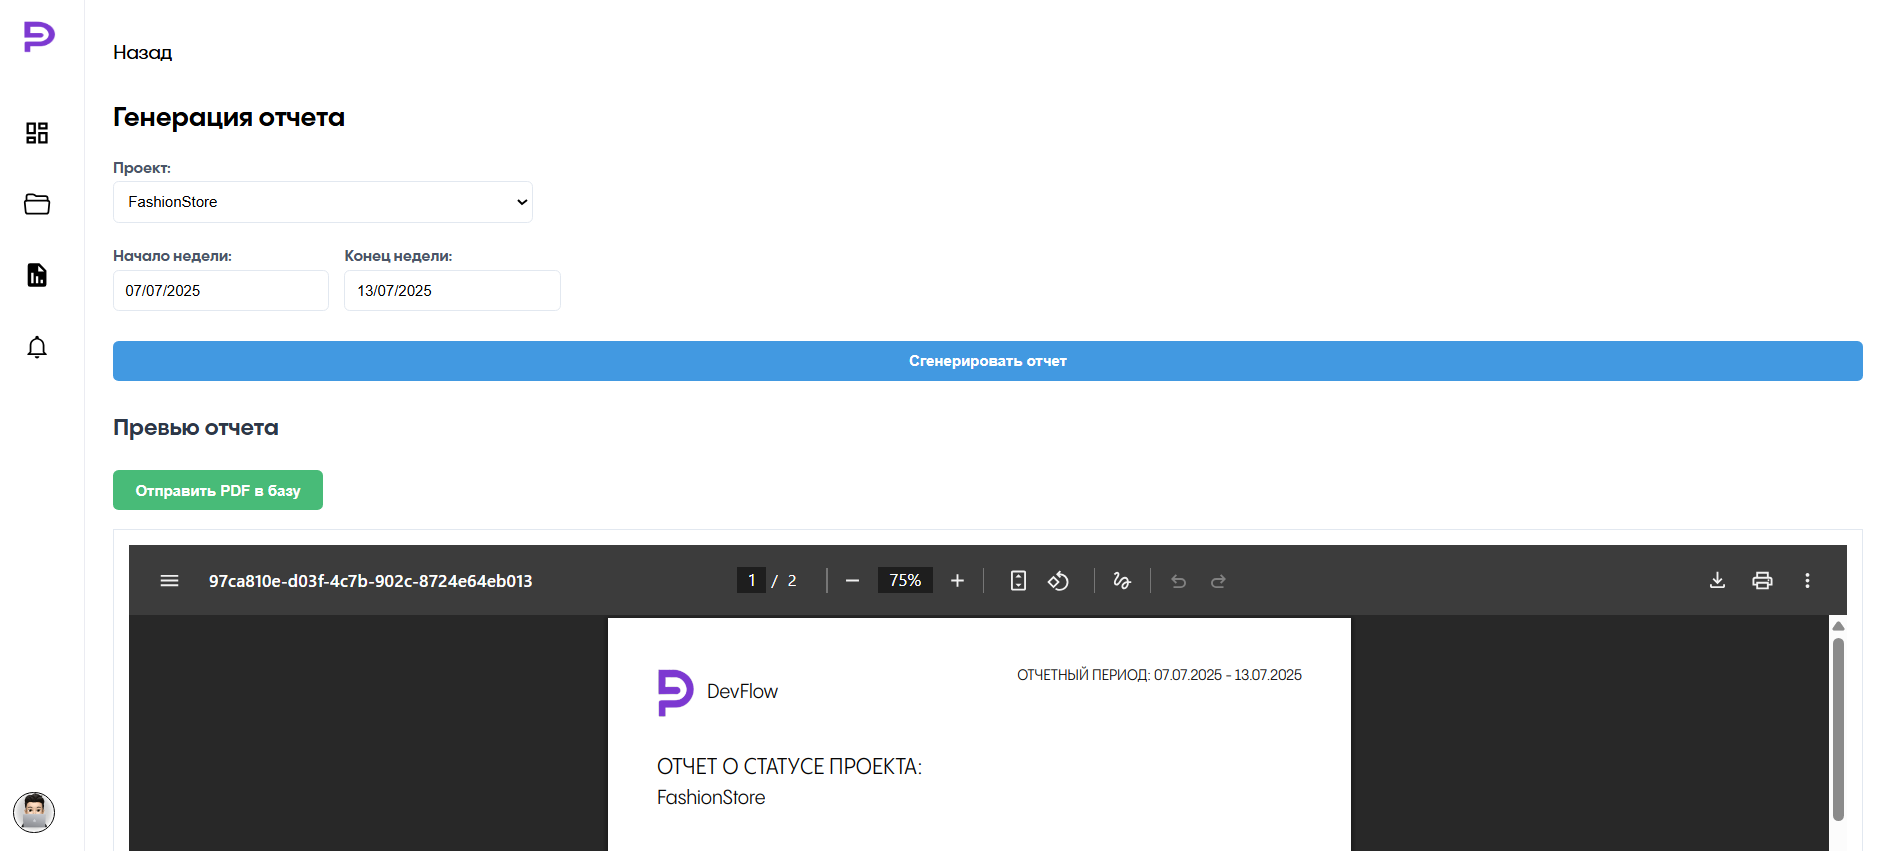 Назад
Генерация отчета
Проект:
FashionStore
Начало недели: Конец недели:
07/07/2025 13/07/2025
Сгенерировать отчет
Превью отчета
Отправить PDF в базу
97ca810e-d03f-4c7b-902c-8724e64eb013 1 / 2 75%
DevFlow
ОТЧЕТНЫЙ ПЕРИОД: 07.07.2025 - 13.07.2025
ОТЧЕТ О СТАТУСЕ ПРОЕКТА:
FashionStore